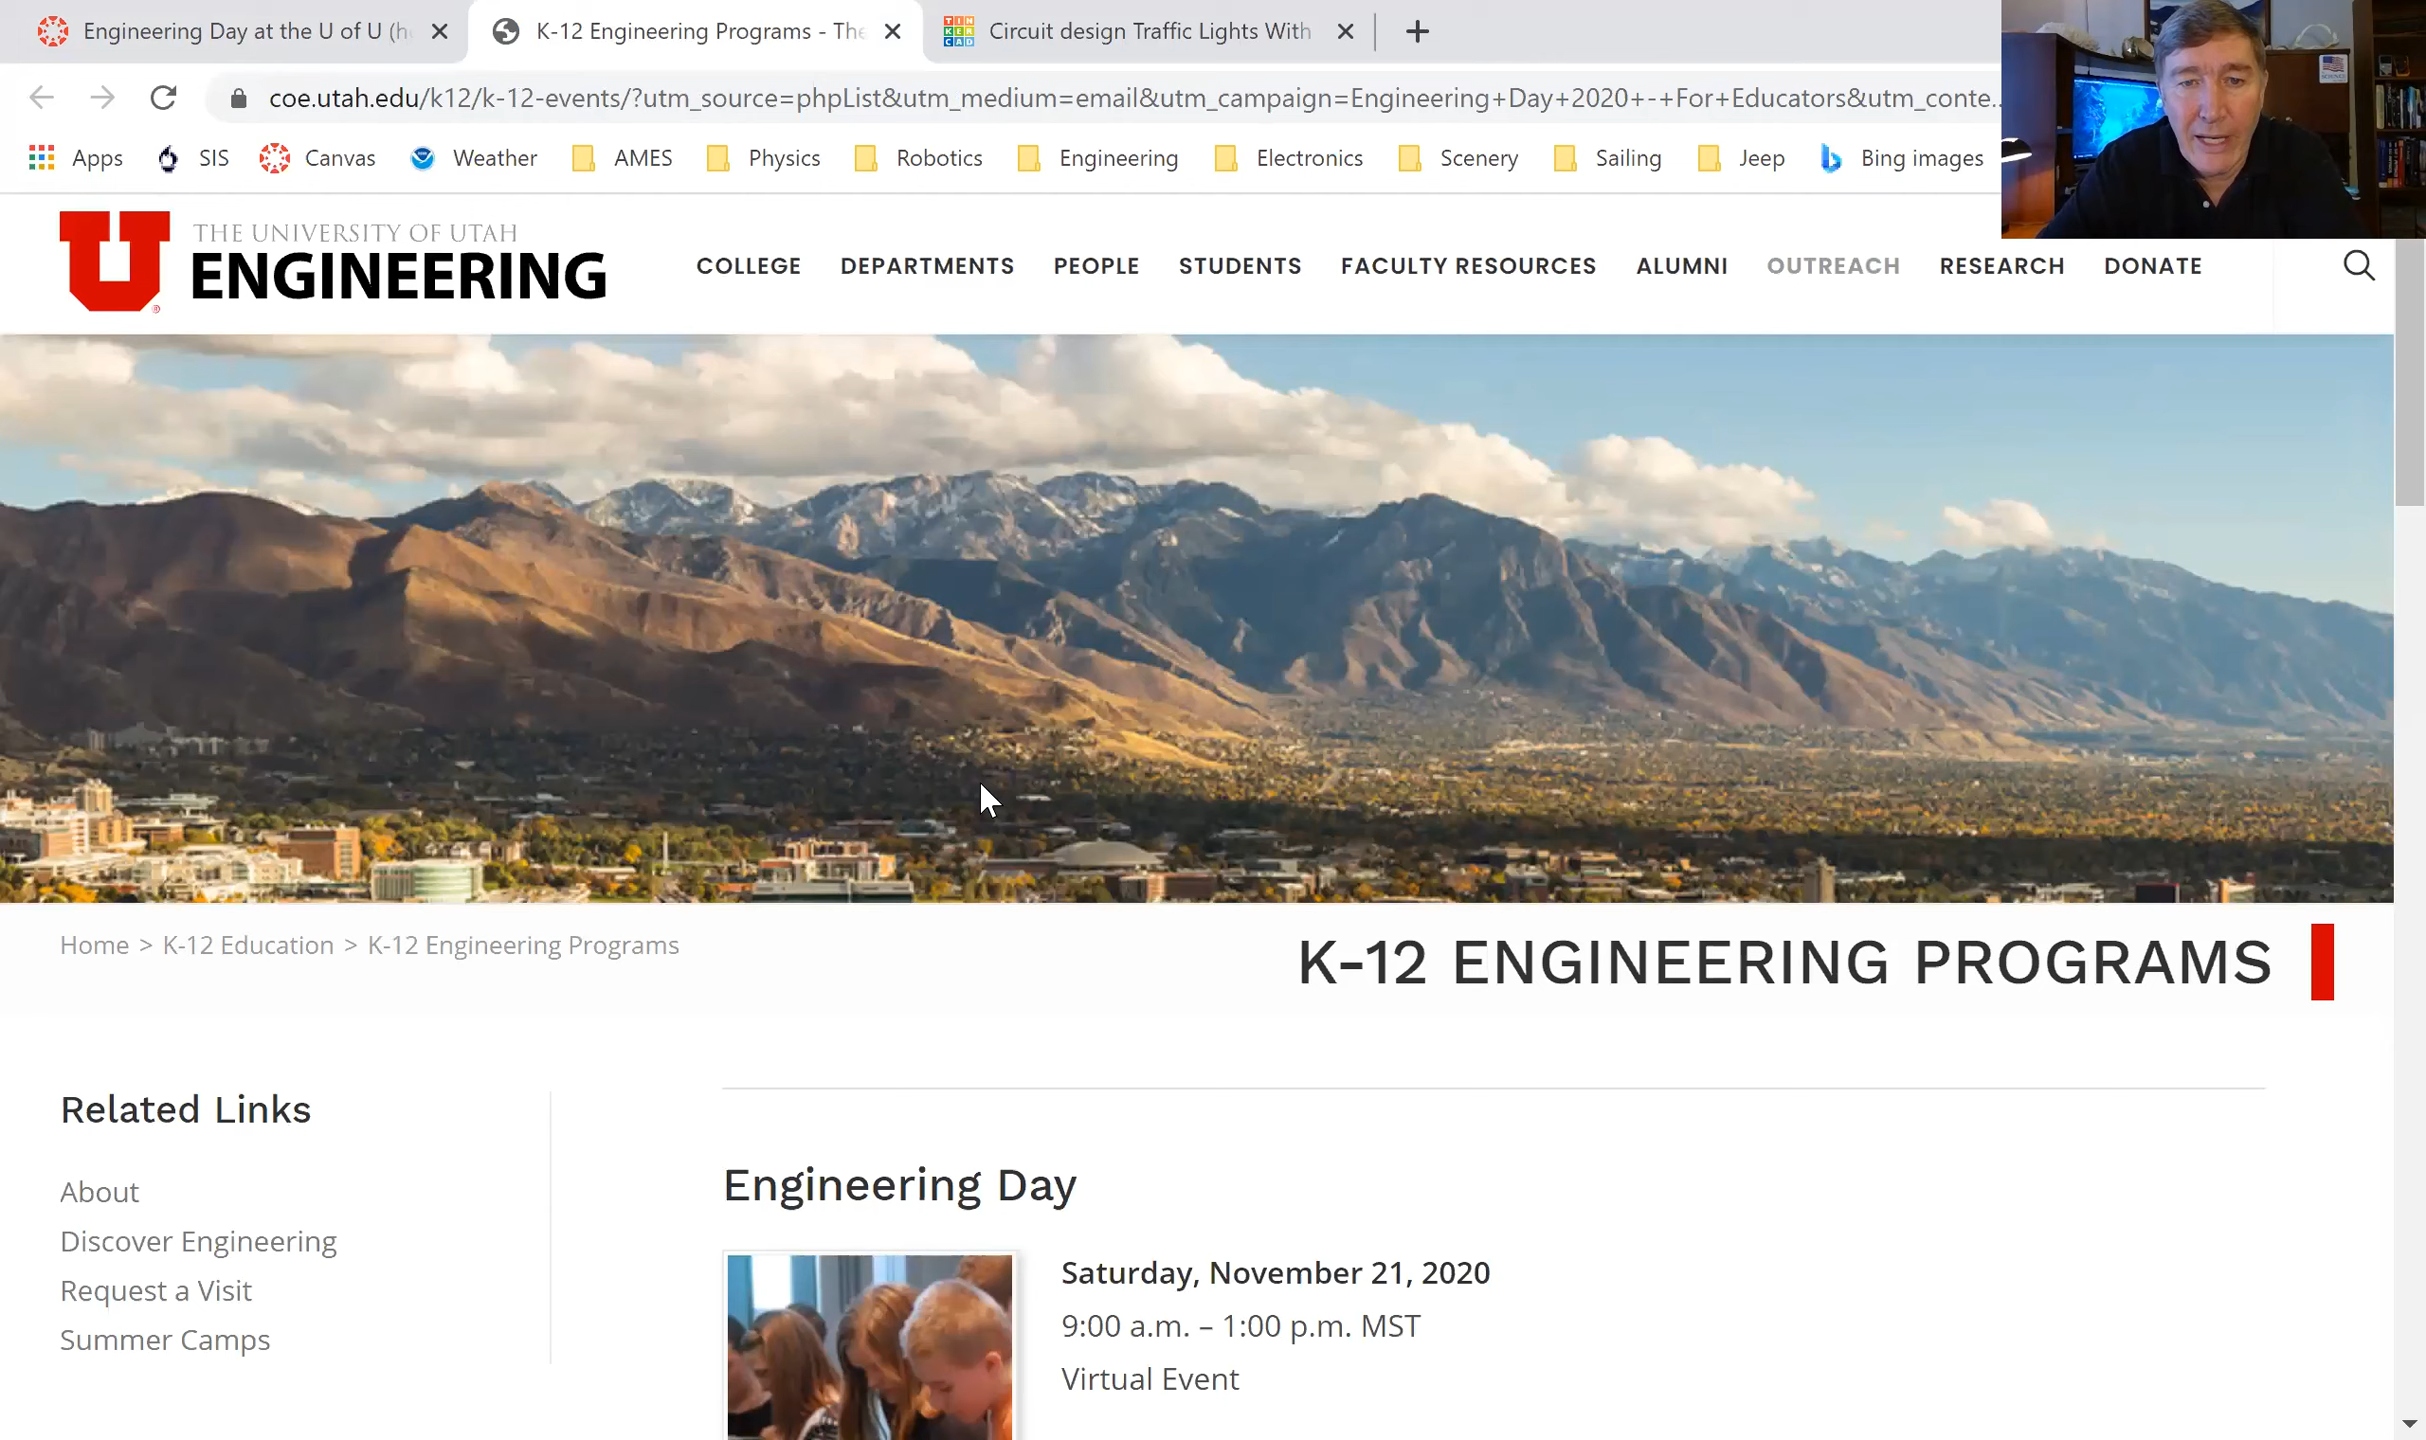 Engineering Day at the U of U (h
K-12 Engineering Programs - The
TINKERCAD
Circuit design Traffic Lights With
coe.utah.edu/k12/k-12-events/?utm_source=phpList&utm_medium=email&utm_campaign=Engineering+Day+2020+-+For+Educators&utm_conte...
Apps SIS Canvas Weather AMES Physics Robotics Engineering Electronics Scenery Sailing Jeep Bing images
THE UNIVERSITY OF UTAH
ENGINEERING
COLLEGE DEPARTMENTS PEOPLE STUDENTS FACULTY RESOURCES ALUMNI OUTREACH RESEARCH DONATE
Home > K-12 Education > K-12 Engineering Programs
K-12 ENGINEERING PROGRAMS
Related Links
About
Discover Engineering
Request a Visit
Summer Camps
Engineering Day
Saturday, November 21, 2020
9:00 a.m. – 1:00 p.m. MST
Virtual Event